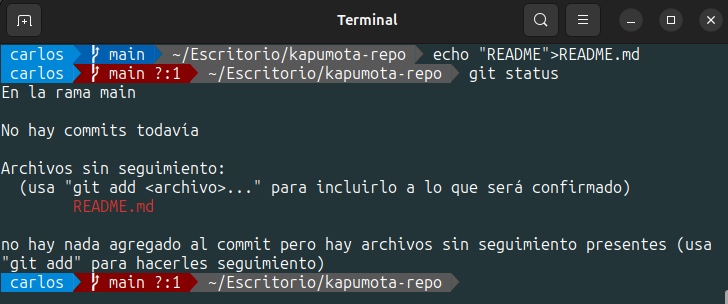 Terminal
carlos main ~/Escritorio/kapumota-repo echo "README">README.md
carlos main ?:1 ~/Escritorio/kapumota-repo git status
En la rama main
No hay commits todavía
Archivos sin seguimiento:
(usa "git add <archivo>..." para incluirlo a lo que será confirmado)
README.md
no hay nada agregado al commit pero hay archivos sin seguimiento presentes (usa
"git add" para hacerles seguimiento)
carlos main ?:1 ~/Escritorio/kapumota-repo